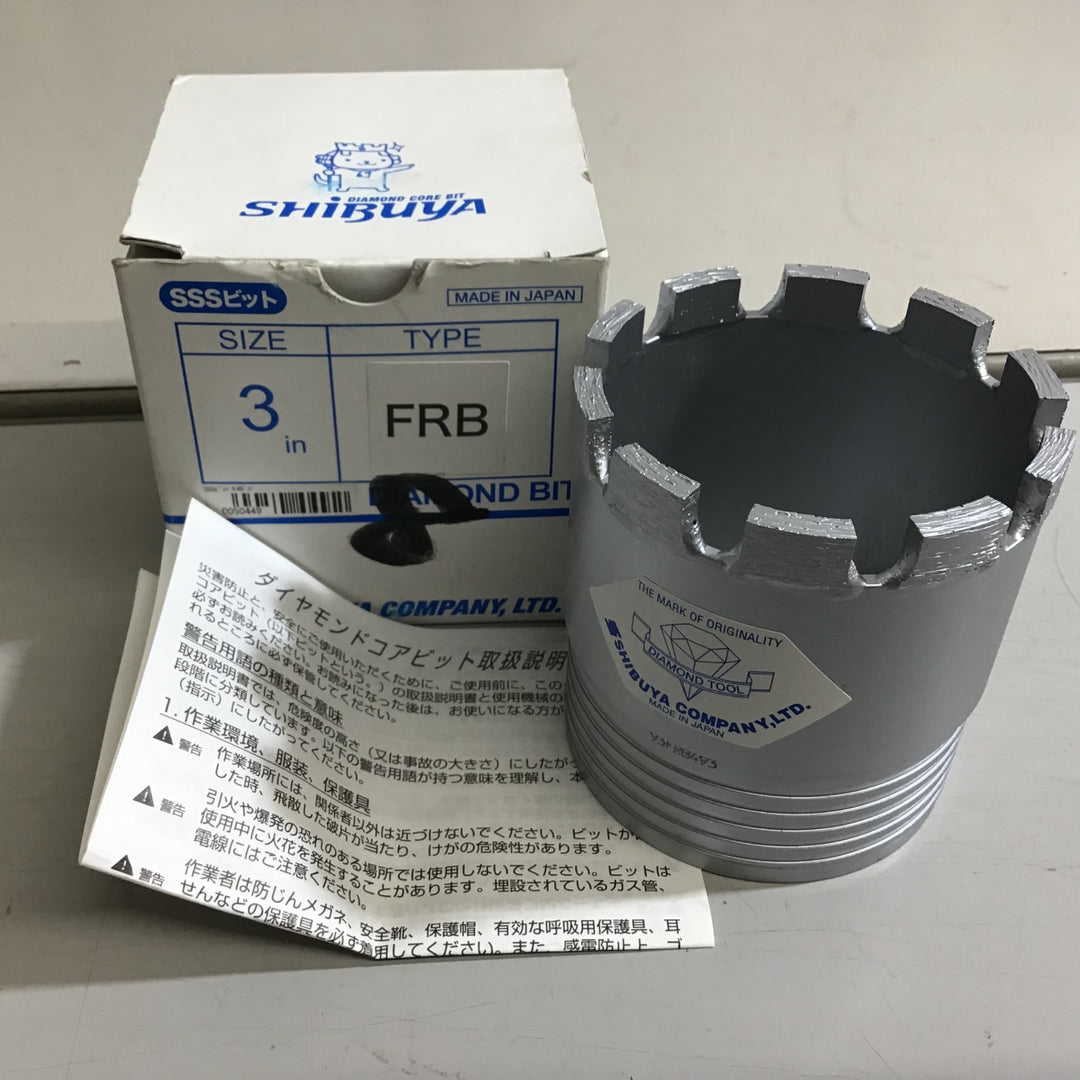 DIAMOND CORE BIT
SHIBUYA
SSSビット
MADE IN JAPAN
SIZE
TYPE
3 in
FRB
DIAMOND BIT
0050449
COMPANY, LTD.
THE MARK OF ORIGINALITY
DIAMOND TOOL
SHIBUYA COMPANY,LTD.
MADE IN JAPAN
ダイヤモンドコアビット取扱説明
災害防止と、安全にご使用いただくために、ご使用前に、この
コアビット、(以下ビットという。)の取扱説明書と使用機械の
必ずお読みください。お読みになった後は、お使いになる方が
れるところに必ず保管してください。
警告用語の種類と意味
取扱説明書では、危険度の高さ(又は事故の大きさ)にしたがっ
段階に分類しています。以下の警告用語が持つ意味を理解し、本
(指示)にしたがってください。
1.作業環境、服装、保護具
警告 作業場所には、関係者以外は近づけないでください。ビットが
した時、飛散した破片が当たり、けがの危険性があります。
警告 引火や爆発の恐れのある場所では使用しないでください。ビットは
使用中に火花を発生することがあります。埋設されているガス管、
電線にはご注意ください。
警告 作業者は防じんメガネ、安全靴、保護帽、有効な呼吸用保護具、耳
せんなどの保護具を必ず着用してください。また、感電防止上、ゴ